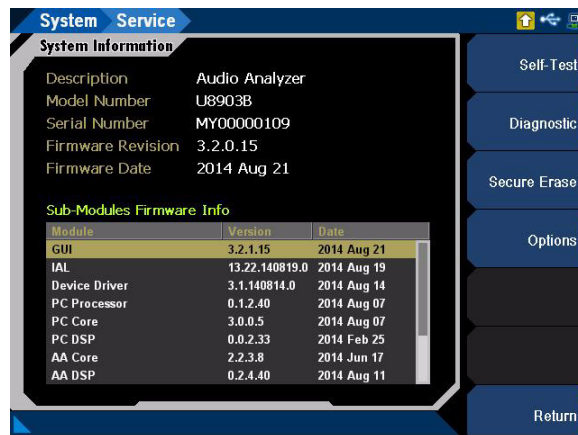 System Service
System Information
Description Audio Analyzer
Model Number U8903B
Serial Number MY00000109
Firmware Revision 3.2.0.15
Firmware Date 2014 Aug 21
Sub-Modules Firmware Info
Module Version Date
GUI 3.2.1.15 2014 Aug 21
IAL 13.22.140819.0 2014 Aug 19
Device Driver 3.1.140814.0 2014 Aug 14
PC Processor 0.1.2.40 2014 Aug 07
PC Core 3.0.0.5 2014 Aug 07
PC DSP 0.0.2.33 2014 Feb 25
AA Core 2.2.3.8 2014 Jun 17
AA DSP 0.2.4.40 2014 Aug 11
Self-Test
Diagnostic
Secure Erase
Options
Return